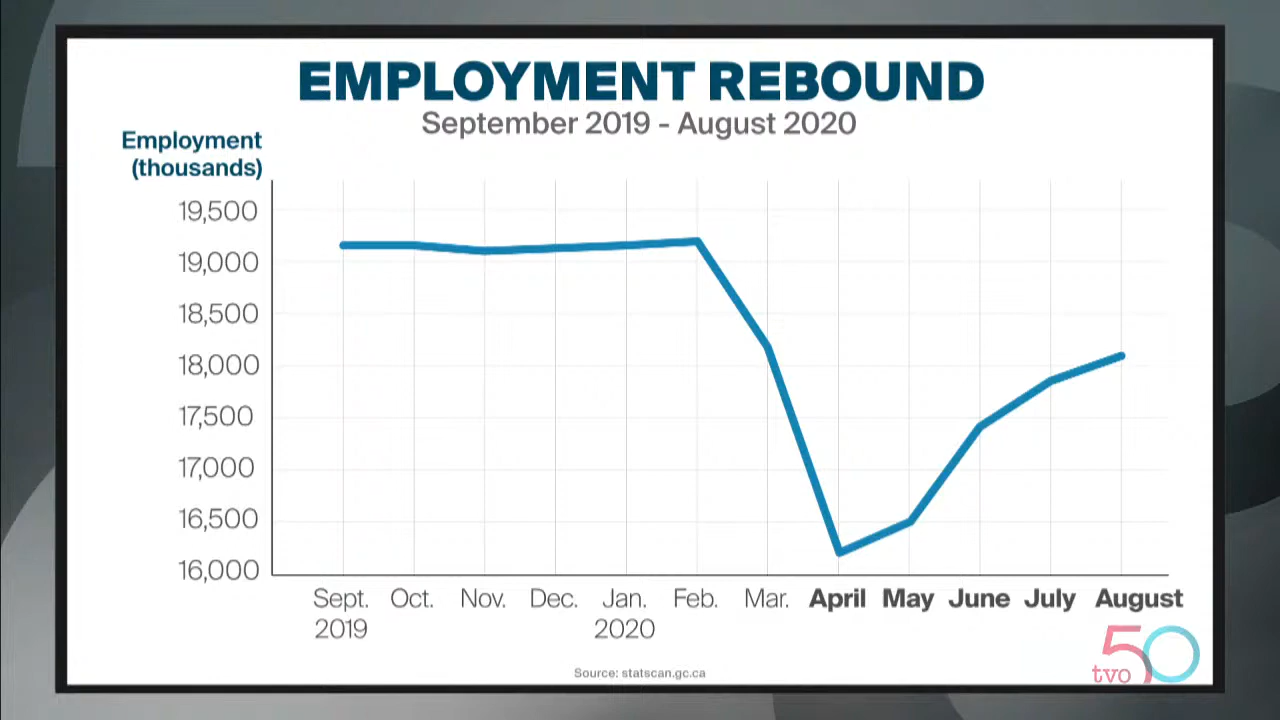 EMPLOYMENT REBOUND
September 2019 - August 2020
Employment
(thousands)
19,500
19,000
18,500
18,000
17,500
17,000
16,500
16,000
Sept. Oct. Nov. Dec. Jan. Feb. Mar. April May June July August
2019 2020
Source: statscan.gc.ca
tvo 50